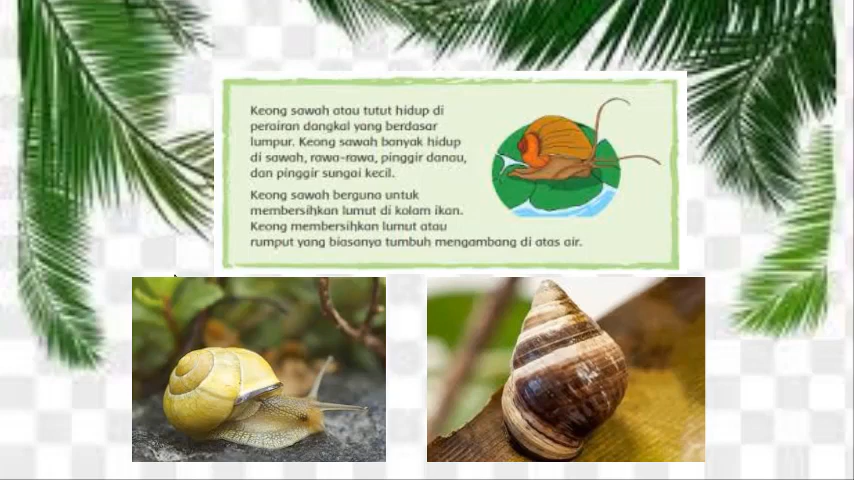 Keong sawah atau tutut hidup di
perairan dangkal yang berdasar
lumpur. Keong sawah banyak hidup
di sawah, rawa-rawa, pinggir danau,
dan pinggir sungai kecil.
Keong sawah berguna untuk
membersihkan lumut di kolam ikan.
Keong membersihkan lumut atau
rumput yang biasanya tumbuh mengambang di atas air.